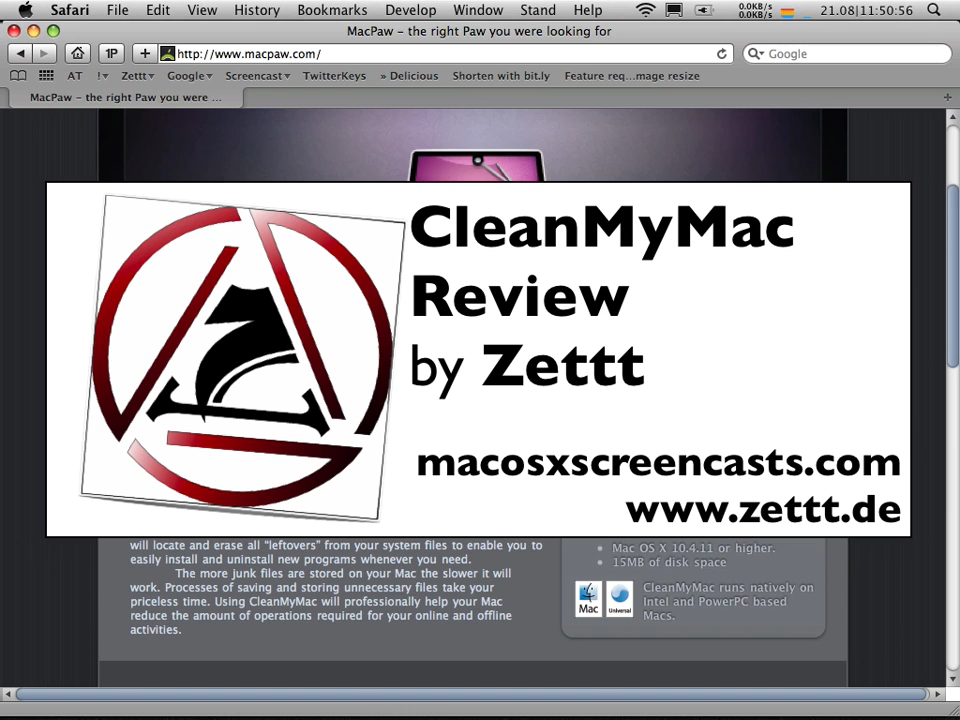 Safari File Edit View History Bookmarks Develop Window Stand Help 0.0KB/s 0.0KB/s 21.08|11:50:56
MacPaw – the right Paw you were looking for
1P + http://www.macpaw.com/ Google
AT !▾ Zettt▾ Google▾ Screencast▾ TwitterKeys » Delicious Shorten with bit.ly Feature req...mage resize
MacPaw – the right Paw you were ...
CleanMyMac
Review
by Zettt
macosxscreencasts.com
www.zettt.de
will locate and erase all "leftovers" from your system files to enable you to
easily install and uninstall new programs whenever you need.
The more junk files are stored on your Mac the slower it will
work. Processes of saving and storing unnecessary files take your
priceless time. Using CleanMyMac will professionally help your Mac
reduce the amount of operations required for your online and offline
activities.
Mac OS X 10.4.11 or higher.
15MB of disk space
Mac Universal
CleanMyMac runs natively on
Intel and PowerPC based
Macs.